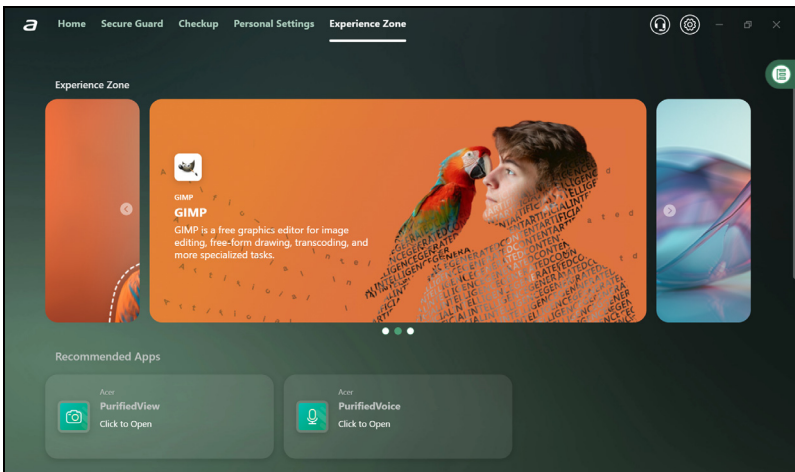 a
Home Secure Guard Checkup Personal Settings Experience Zone
Experience Zone
GIMP
GIMP
GIMP is a free graphics editor for image
editing, free-form drawing, transcoding, and
more specialized tasks.
Recommended Apps
Acer
PurifiedView
Click to Open
Acer
PurifiedVoice
Click to Open